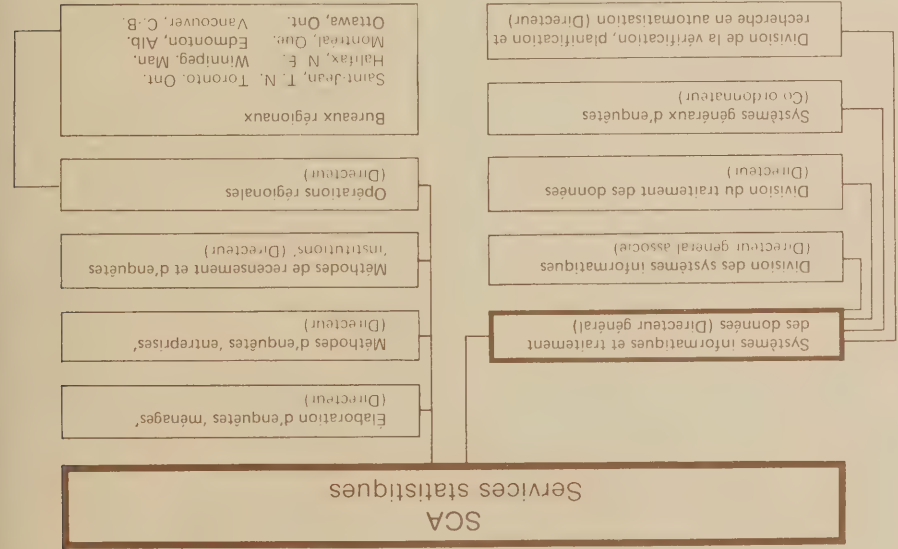 SCA
Services statistiques
Élaboration d'enquêtes 'ménages'
(Directeur)
Méthodes d'enquêtes 'entreprises'
(Directeur)
Méthodes de recensement et d'enquêtes
'institutions' (Directeur)
Opérations régionales
(Directeur)
Bureaux régionaux
Saint-Jean, T. N. Toronto. Ont.
Halifax, N. E. Winnipeg. Man.
Montréal, Que. Edmonton, Alb.
Ottawa, Ont. Vancouver, C.-B.
Systèmes informatiques et traitement
des données (Directeur général)
Division des systèmes informatiques
(Directeur général associé)
Division du traitement des données
(Directeur)
Systèmes généraux d'enquêtes
(Co ordonnateur)
Division de la vérification, planification et
recherche en automatisation (Directeur)